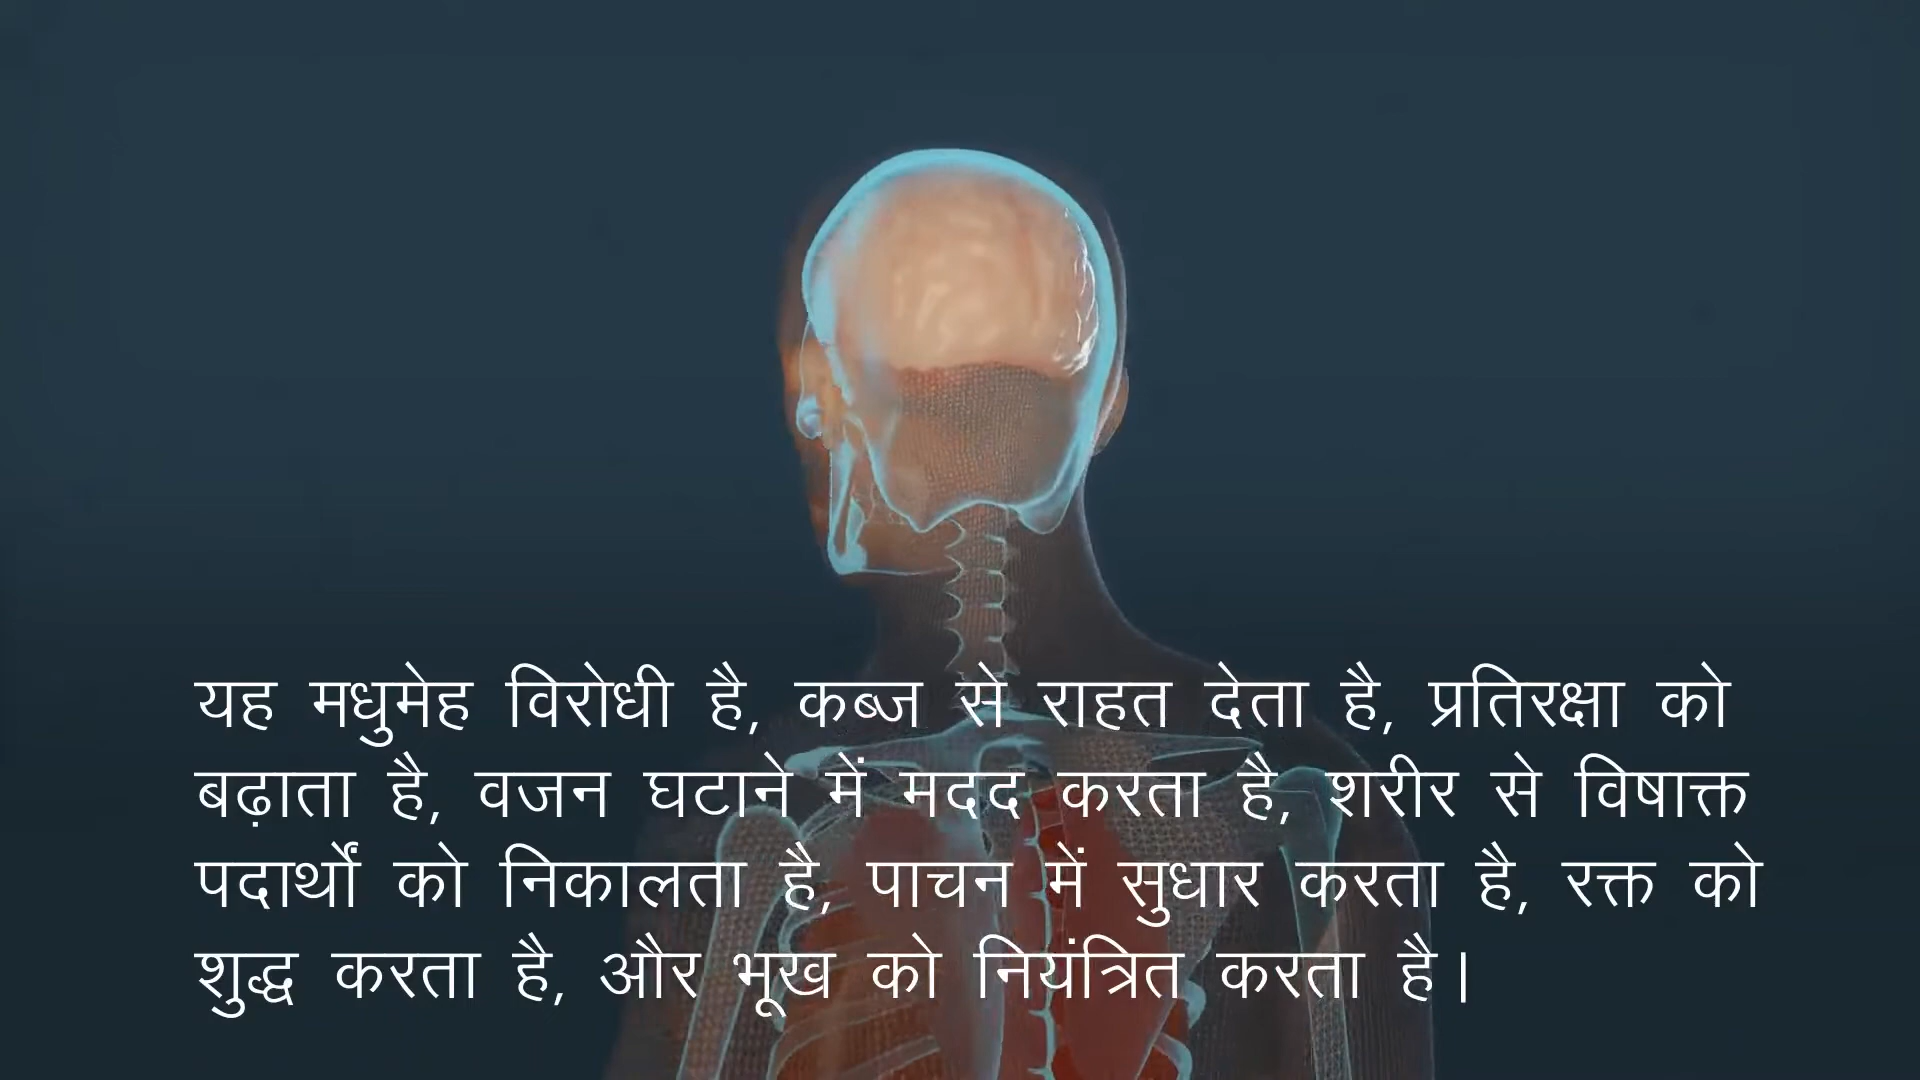 यह मधुमेह विरोधी है, कब्ज से राहत देता है, प्रतिरक्षा को
बढ़ाता है, वजन घटाने में मदद करता है, शरीर से विषाक्त
पदार्थों को निकालता है, पाचन में सुधार करता है, रक्त को
शुद्ध करता है, और भूख को नियंत्रित करता है।